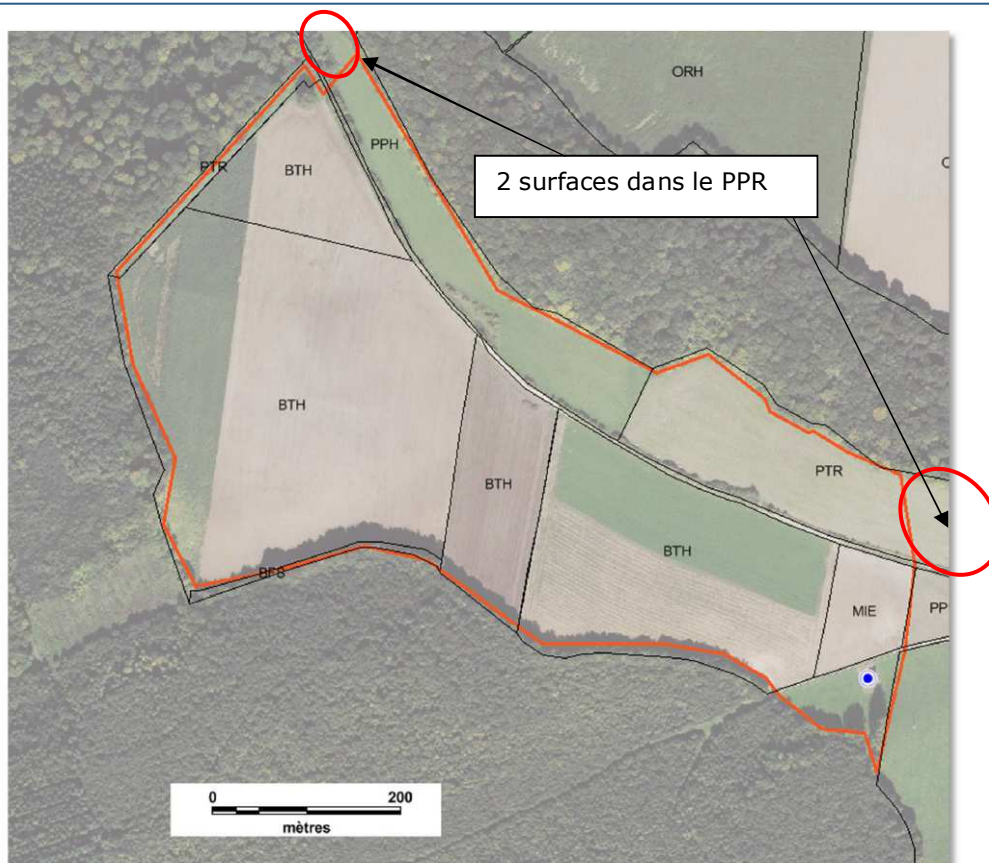 ORH
PPH
PTR
BTH
2 surfaces dans le PPR
BTH
PTR
BTH
BTH
BFS
MIE
PP
0 200
mètres